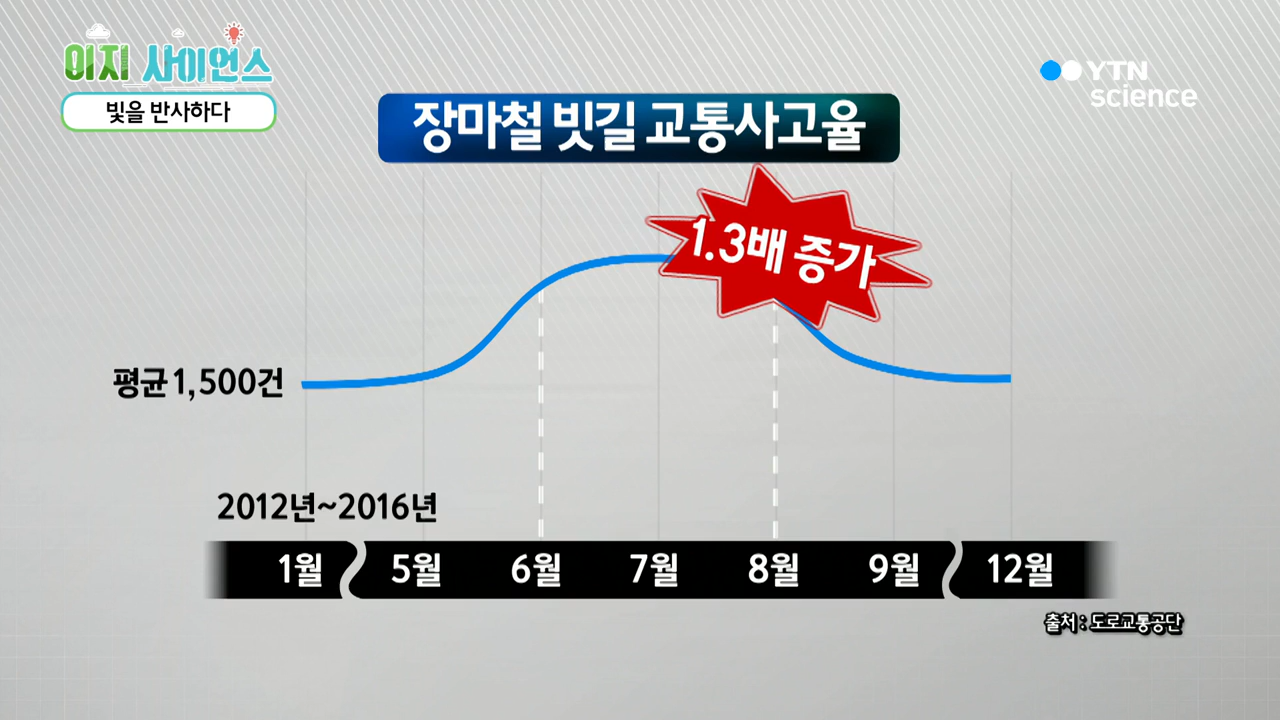 이지 사이언스
빛을 반사하다
YTN
science
장마철 빗길 교통사고율
1.3배 증가
평균 1,500건
2012년~2016년
1월 5월 6월 7월 8월 9월 12월
출처 : 도로교통공단